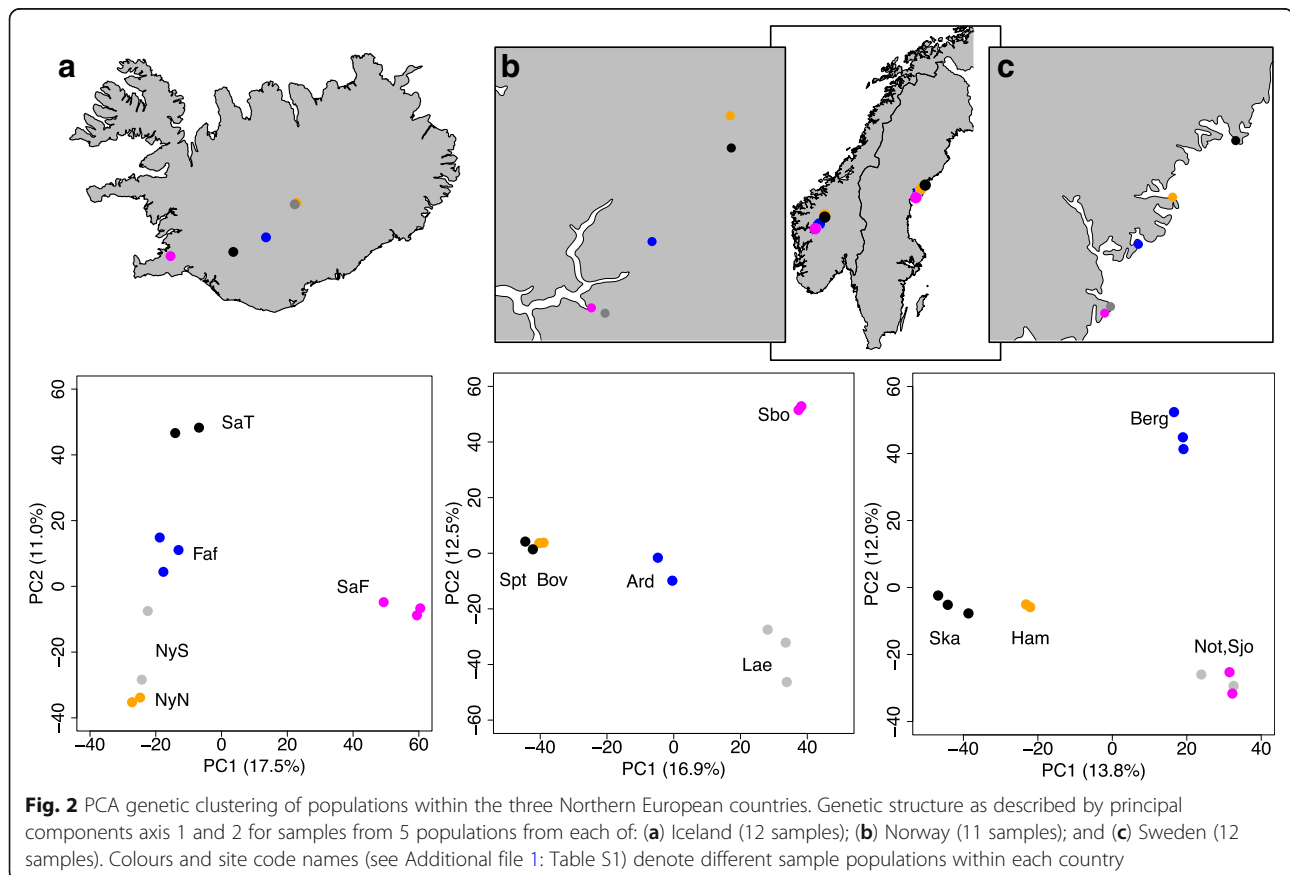 a
b
c
60
40
20
0
−20
−40
PC2 (11.0%)
SaT
Faf
SaF
NyS
NyN
−40
−20
0
20
40
60
PC1 (17.5%)
60
40
20
0
−20
−40
−60
PC2 (12.5%)
Sbo
Spt Bov
Ard
Lae
−40
−20
0
20
40
PC1 (16.9%)
60
40
20
0
−20
−40
PC2 (12.0%)
Berg
Ska
Ham
Not,Sjo
−40
−20
0
20
40
PC1 (13.8%)
Fig. 2 PCA genetic clustering of populations within the three Northern European countries. Genetic structure as described by principal
components axis 1 and 2 for samples from 5 populations from each of: (a) Iceland (12 samples); (b) Norway (11 samples); and (c) Sweden (12
samples). Colours and site code names (see Additional file 1: Table S1) denote different sample populations within each country